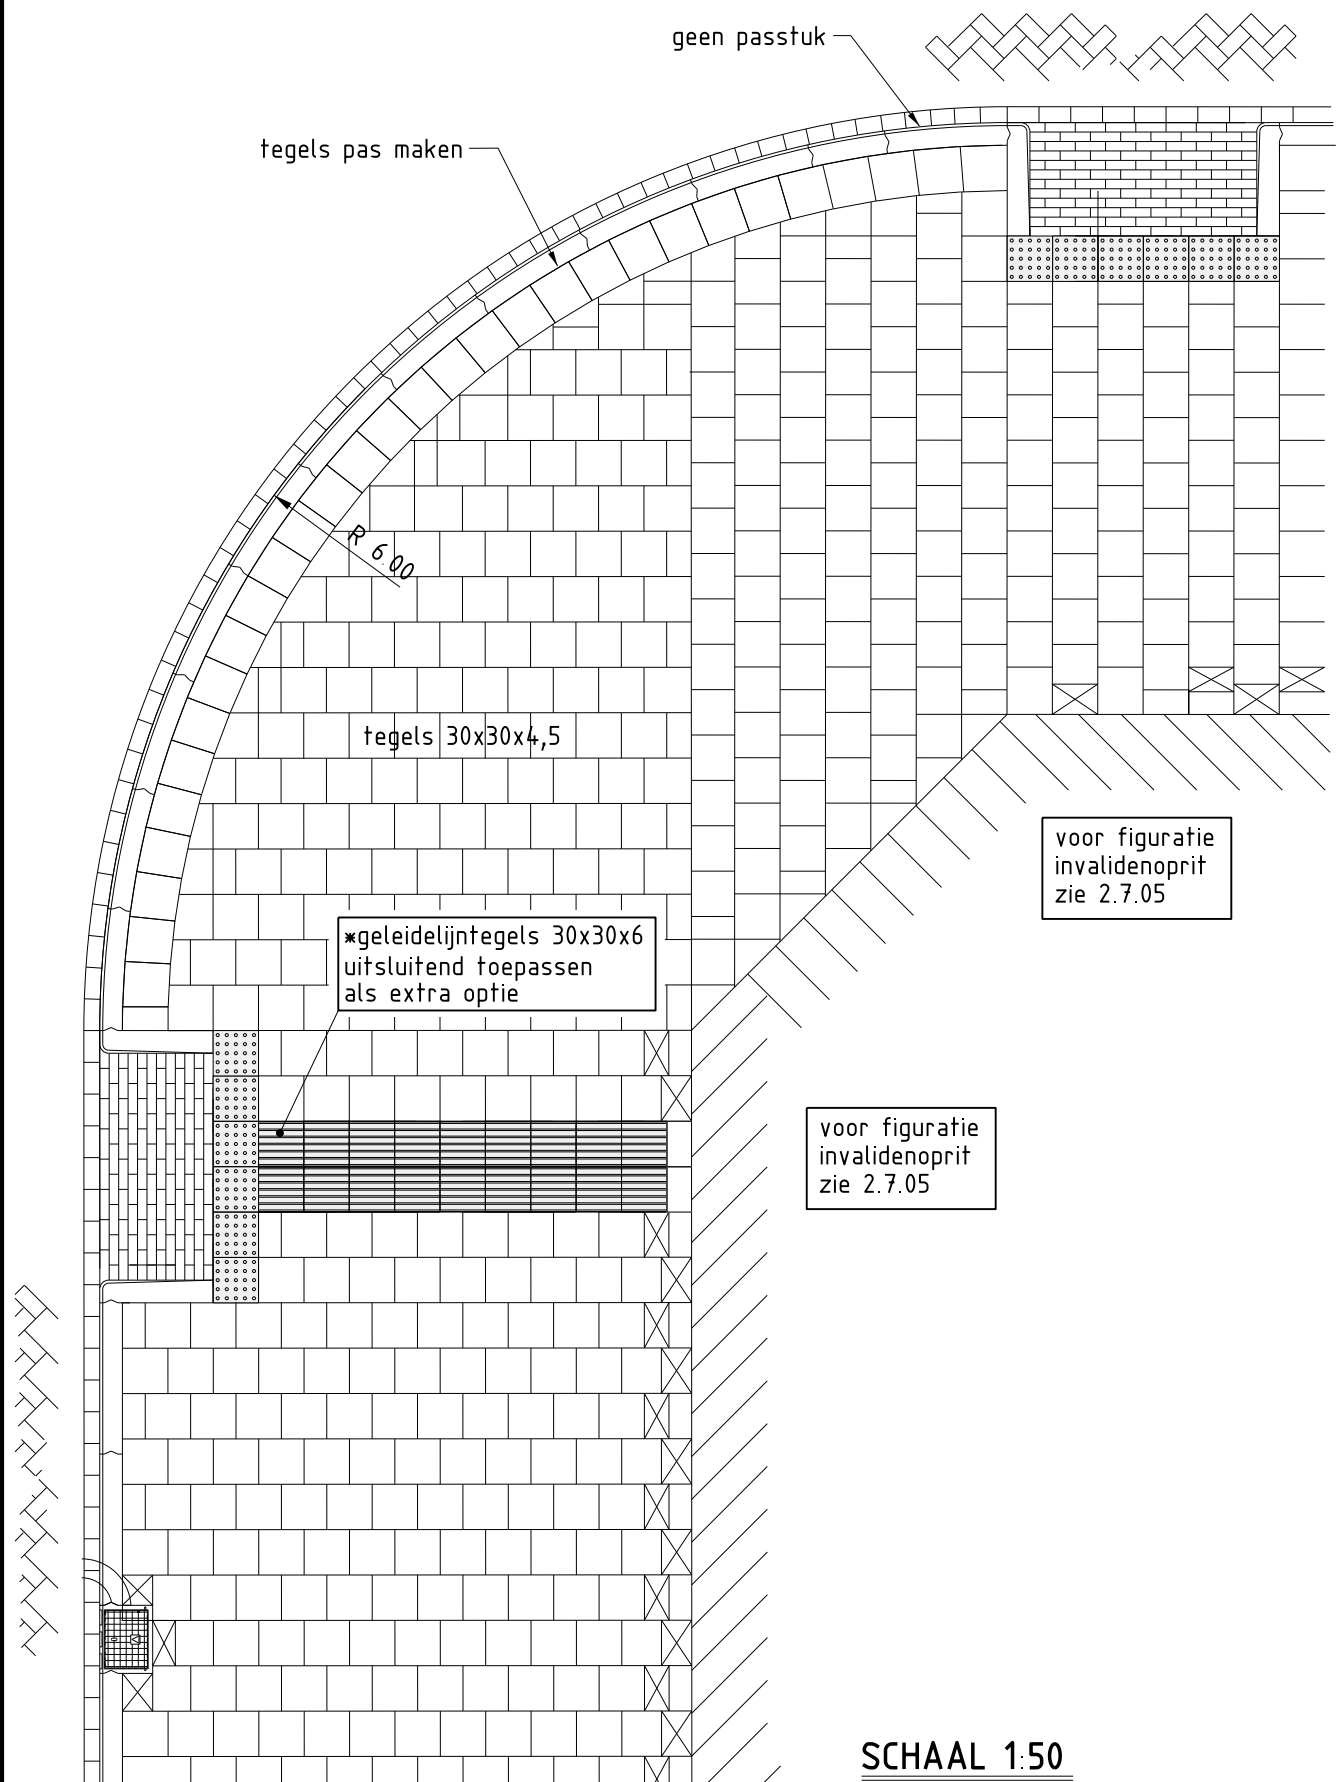 geen passtuk
tegels pas maken
R 6.00
tegels 30x30x4,5
voor figuratie
invalidenoprit
zie 2.7.05
*geleidelijntegels 30x30x6
uitsluitend toepassen
als extra optie
voor figuratie
invalidenoprit
zie 2.7.05
SCHAAL 1:50